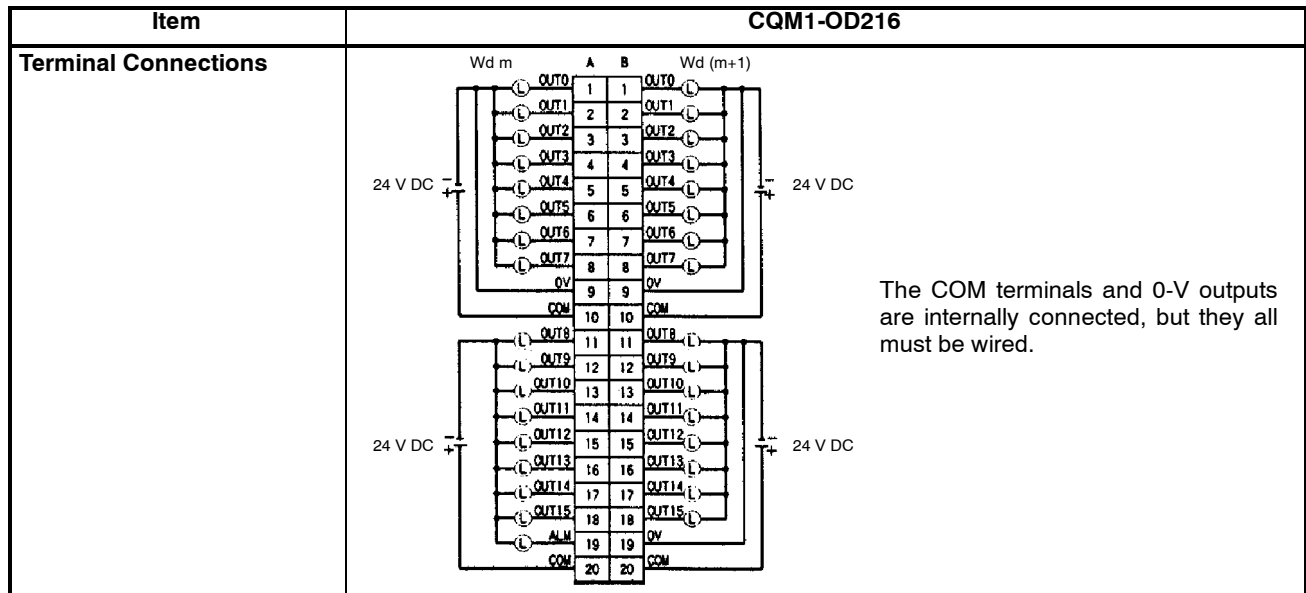 Item CQM1-OD216
Terminal Connections
Wd m A B Wd (m+1)
OUT0 1 1 OUT0
L L
OUT1 2 2 OUT1
L L
OUT2 3 3 OUT2
L L
OUT3 4 4 OUT3
L L
24 V DC − + OUT4 5 5 OUT4 − + 24 V DC
L L
OUT5 6 6 OUT5
L L
OUT6 7 7 OUT6
L L
OUT7 8 8 OUT7
L L
0V 9 9 0V
COM 10 10 COM
OUT8 11 11 OUT8
L L
OUT9 12 12 OUT9
L L
OUT10 13 13 OUT10
L L
OUT11 14 14 OUT11
L L
24 V DC − + OUT12 15 15 OUT12 − + 24 V DC
L L
OUT13 16 16 OUT13
L L
OUT14 17 17 OUT14
L L
OUT15 18 18 OUT15
L L
ALM 19 19 0V
L
COM 20 20 COM
The COM terminals and 0-V outputs
are internally connected, but they all
must be wired.